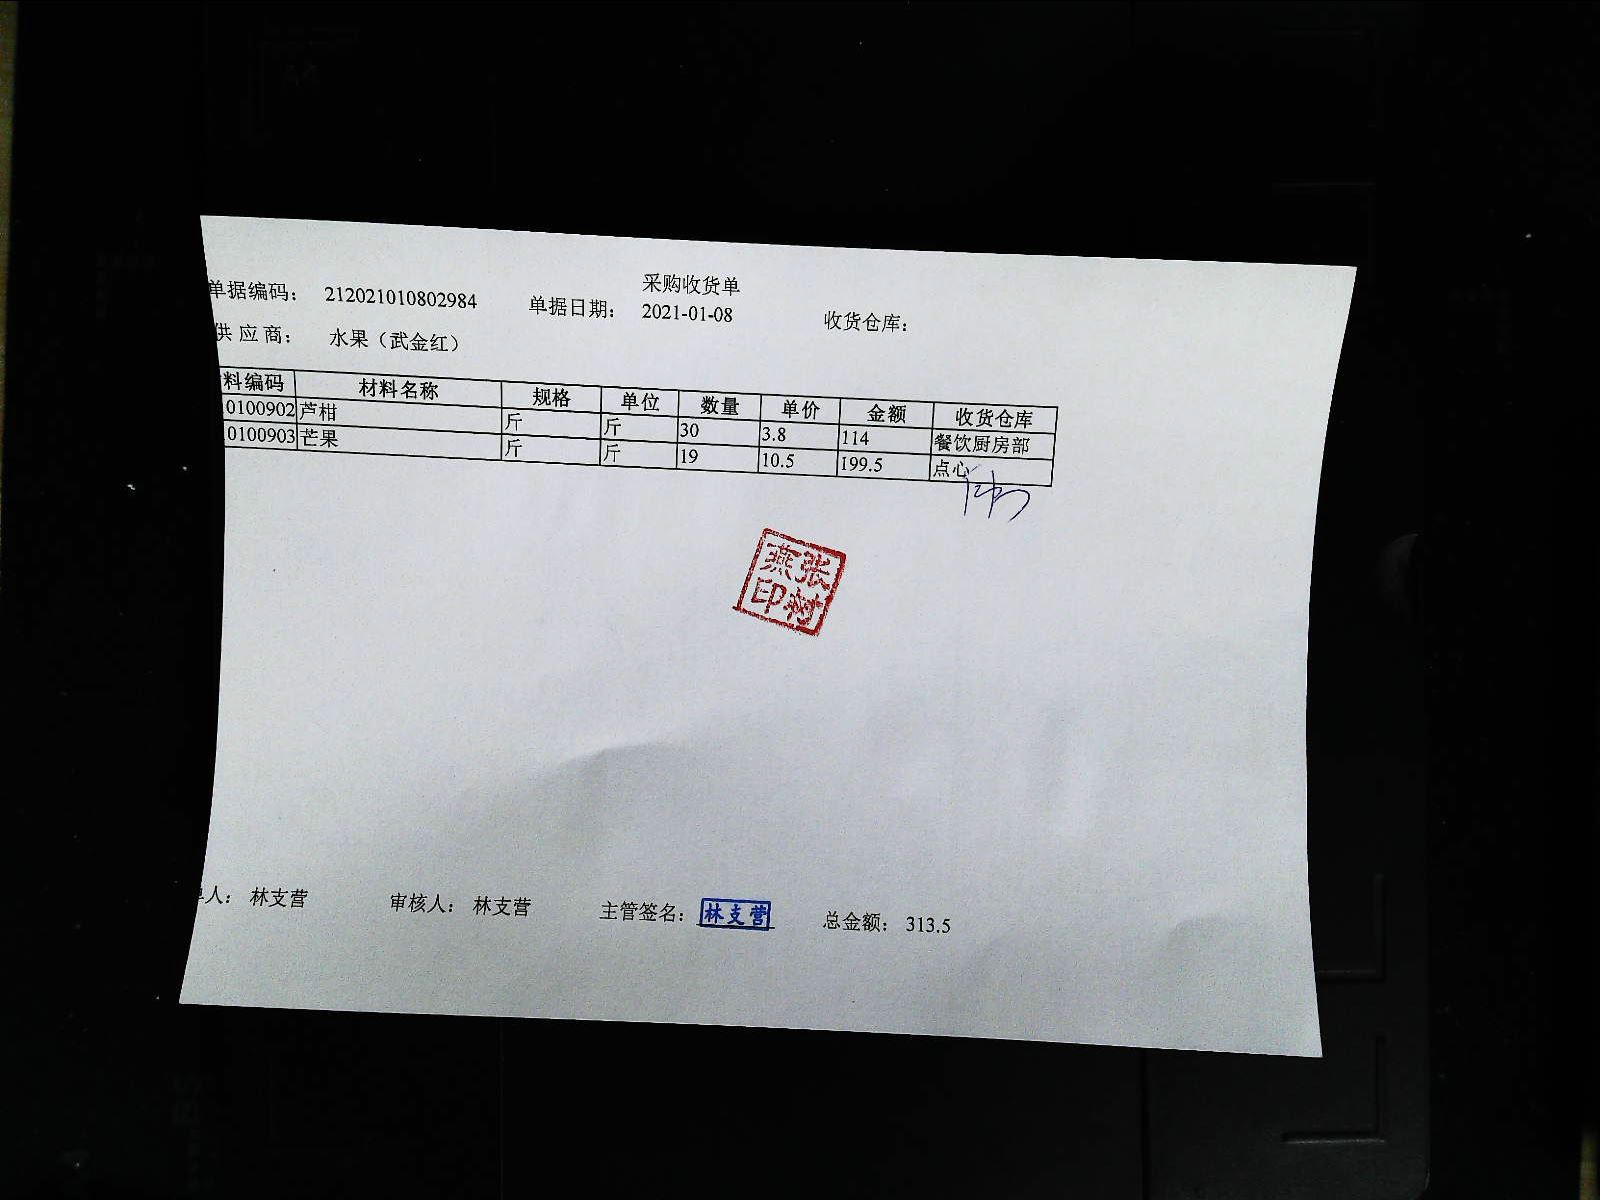 采购收货单
单据编码： 212021010802984 单据日期： 2021-01-08 收货仓库：
供 应 商： 水果（武金红）
料编码 材料名称 规格 单位 数量 单价 金额 收货仓库
0100902 芦柑 斤 斤 30 3.8 114 餐饮厨房部
0100903 芒果 斤 斤 19 10.5 199.5 点心
张村燕印
单人： 林支营 审核人： 林支营 主管签名： 林支营 总金额： 313.5